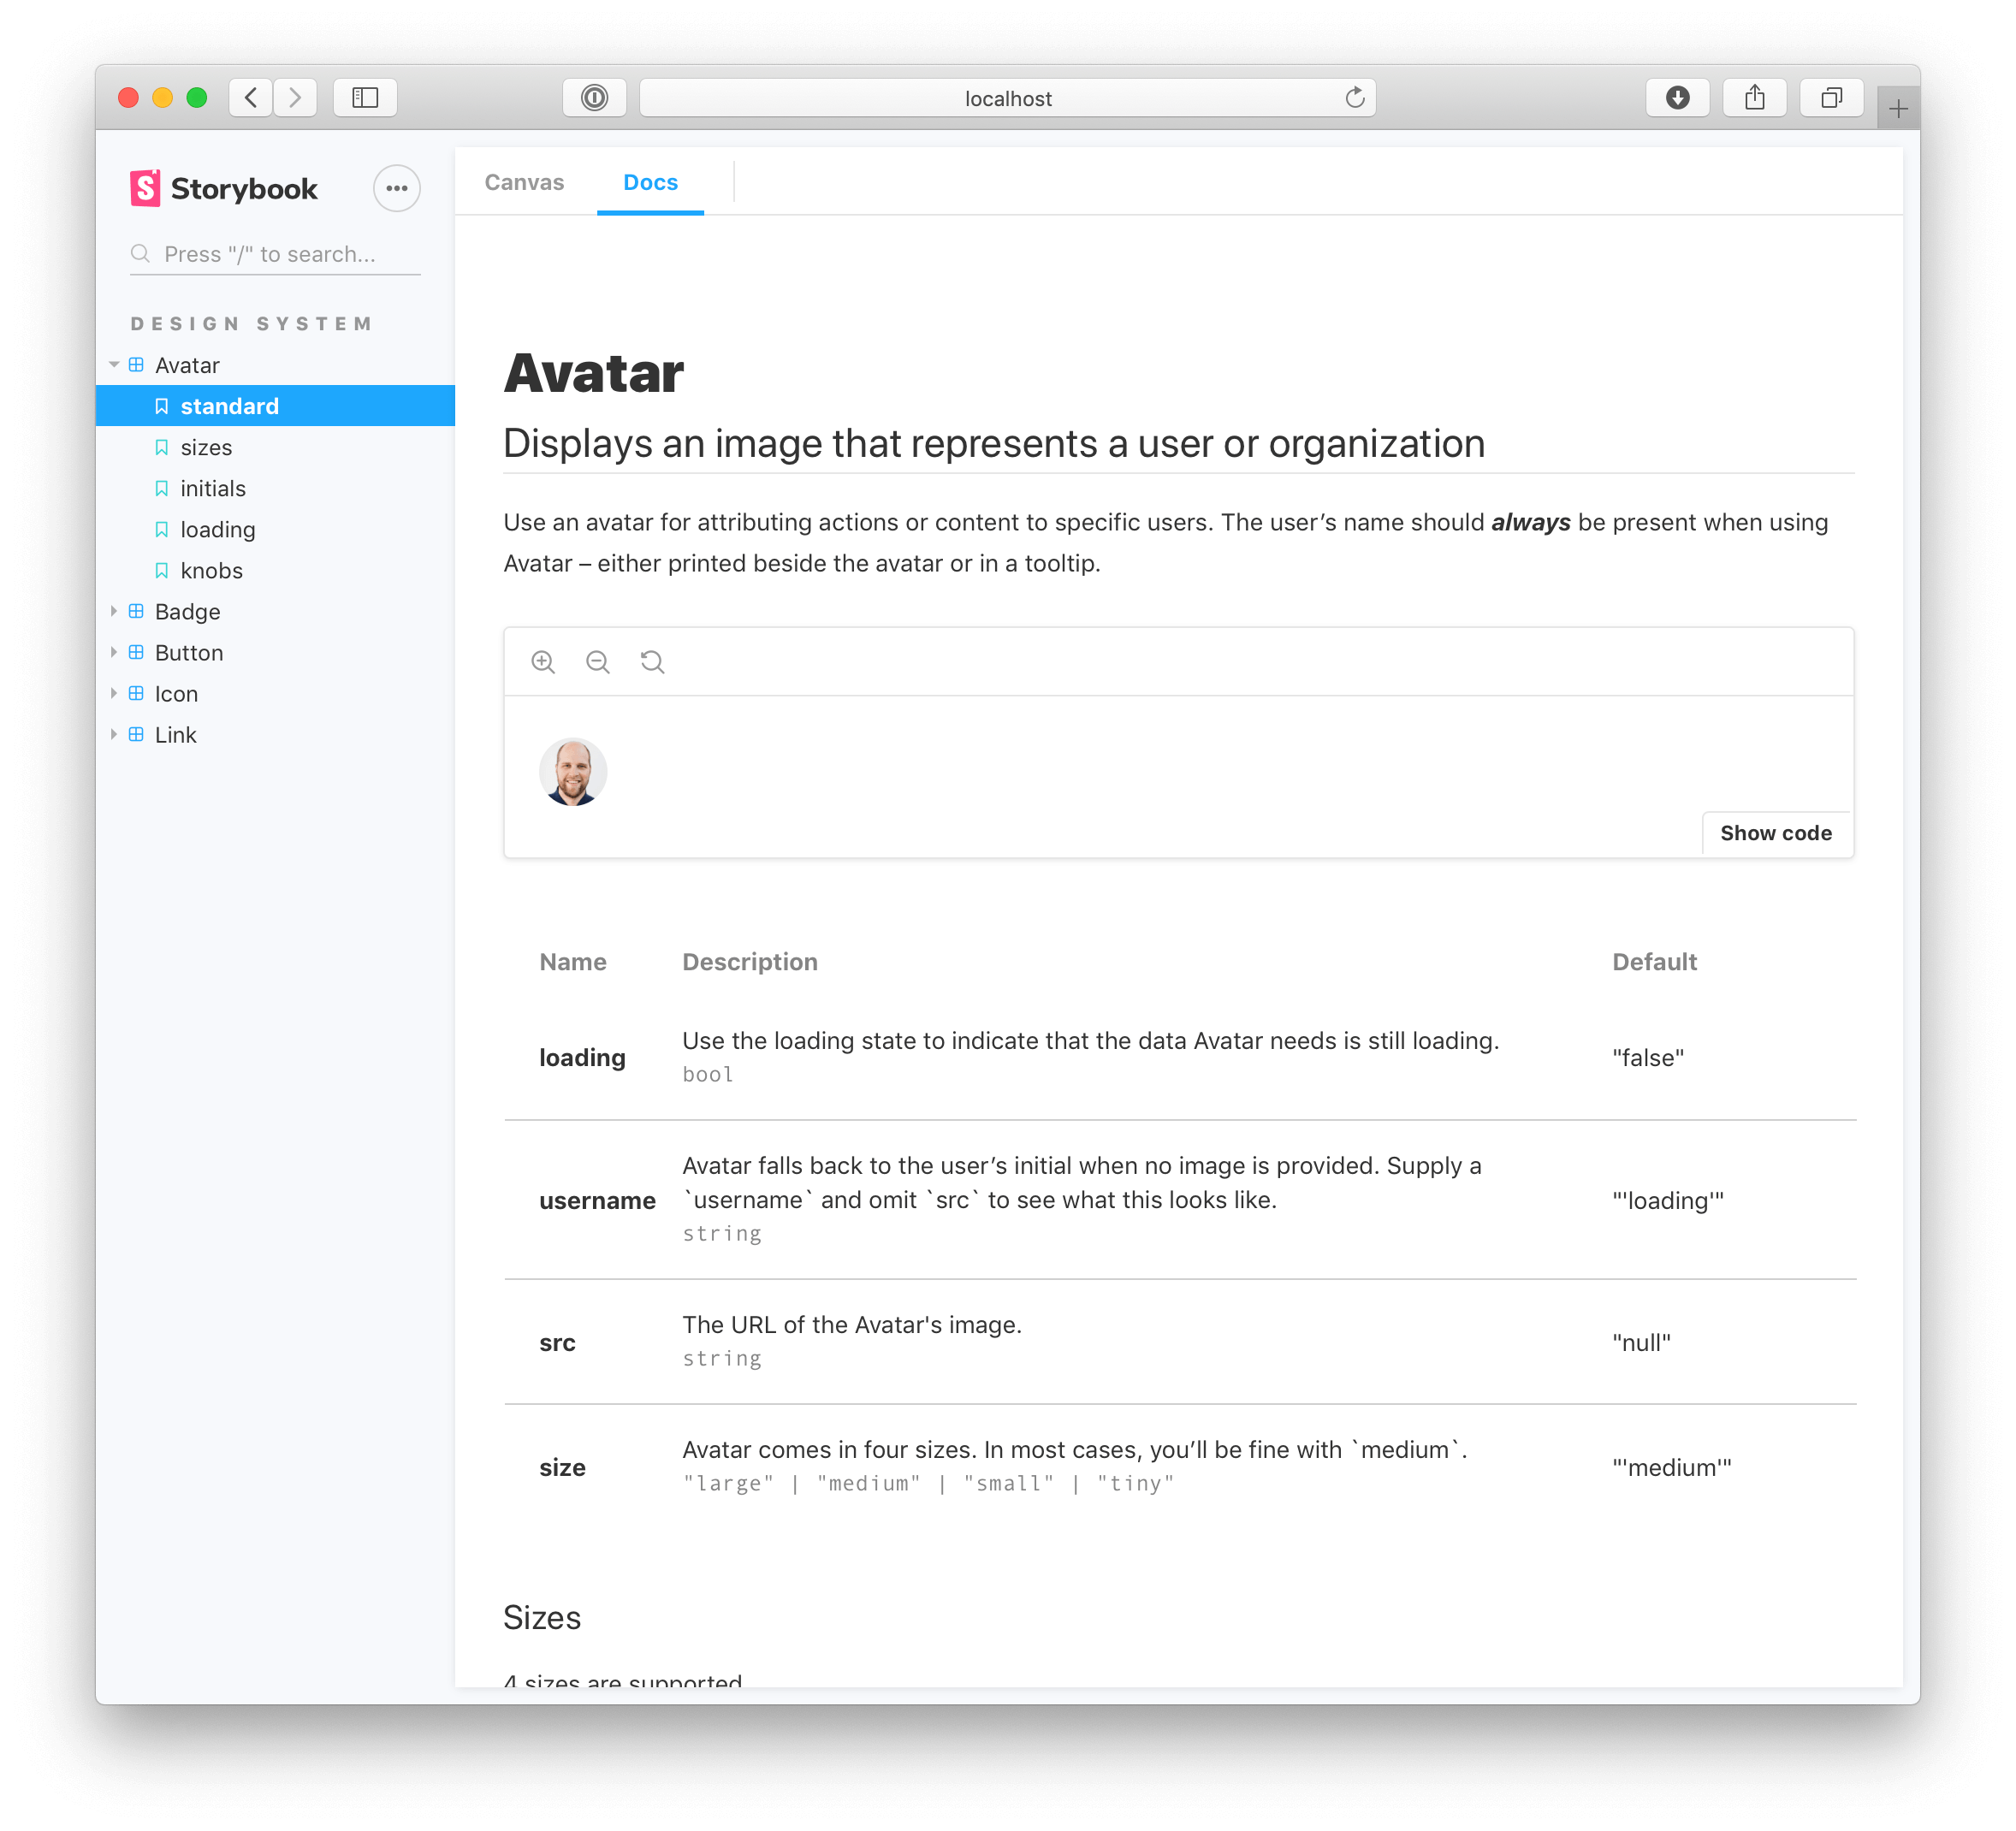 localhost
Storybook
Press "/" to search...
DESIGN SYSTEM
Avatar
standard
sizes
initials
loading
knobs
Badge
Button
Icon
Link
Canvas Docs
Avatar
Displays an image that represents a user or organization
Use an avatar for attributing actions or content to specific users. The user’s name should always be present when using
Avatar – either printed beside the avatar or in a tooltip.
Show code
Name Description Default
loading Use the loading state to indicate that the data Avatar needs is still loading. "false"
bool
Avatar falls back to the user’s initial when no image is provided. Supply a
username `username` and omit `src` to see what this looks like. "'loading'"
string
src The URL of the Avatar's image. "null"
string
size Avatar comes in four sizes. In most cases, you’ll be fine with `medium`. "'medium'"
"large" | "medium" | "small" | "tiny"
Sizes
4 sizes are supported